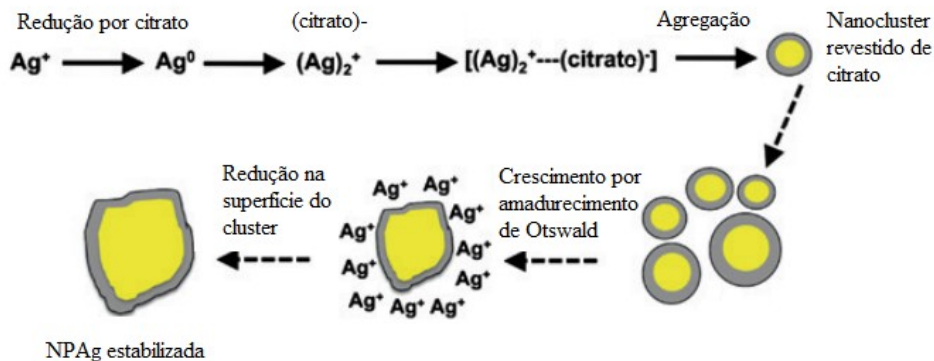 Redução por citrato
(citrato)-
Agregação
Nanocluster
revestido de
citrato
Ag⁺
Ag⁰
(Ag)₂⁺
[(Ag)₂⁺---(citrato)⁻]
Redução na
superfície do
cluster
Ag⁺ Ag⁺
Ag⁺ Ag⁺
Ag⁺ Ag⁺
Ag⁺ Ag⁺
Ag⁺ Ag⁺ Ag⁺
Crescimento por
amadurecimento
de Otswald
NPAg estabilizada